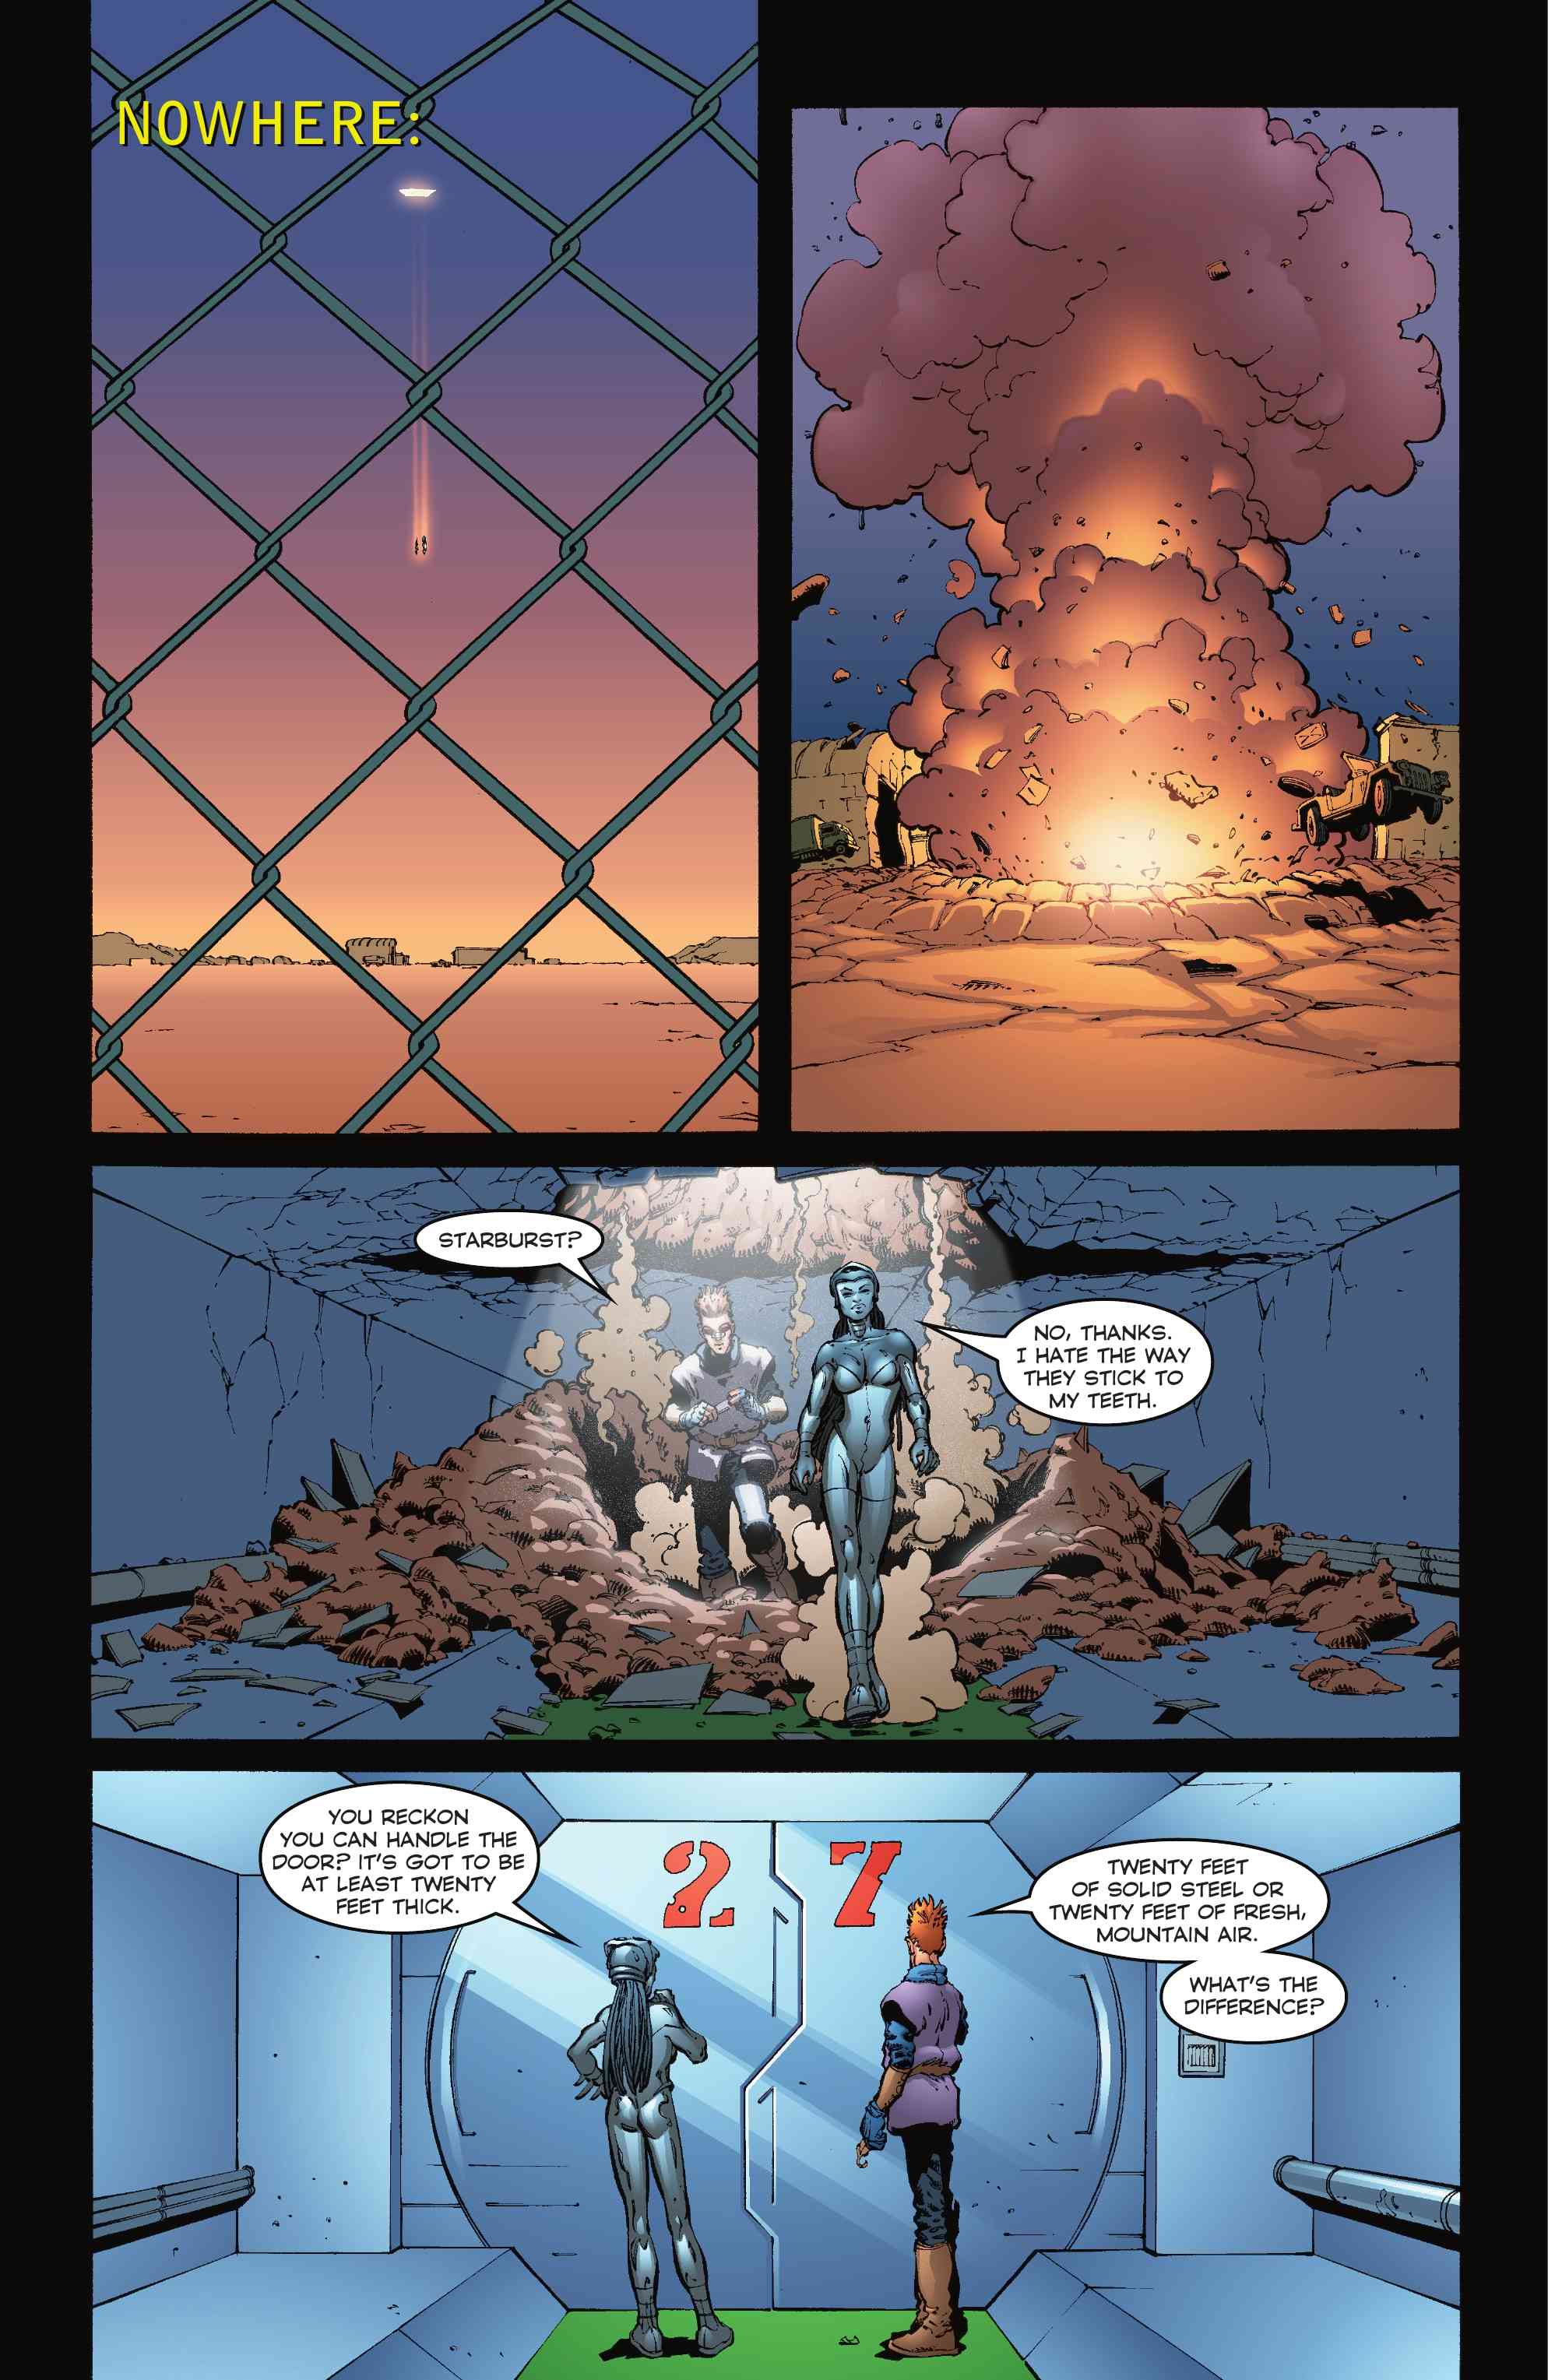 NOWHERE:
STARBURST?
NO, THANKS.
I HATE THE WAY
THEY STICK TO
MY TEETH.
YOU RECKON
YOU CAN HANDLE THE
DOOR? IT'S GOT TO BE
AT LEAST TWENTY
FEET THICK.
2 7
TWENTY FEET
OF SOLID STEEL OR
TWENTY FEET OF FRESH,
MOUNTAIN AIR.
WHAT'S THE
DIFFERENCE?